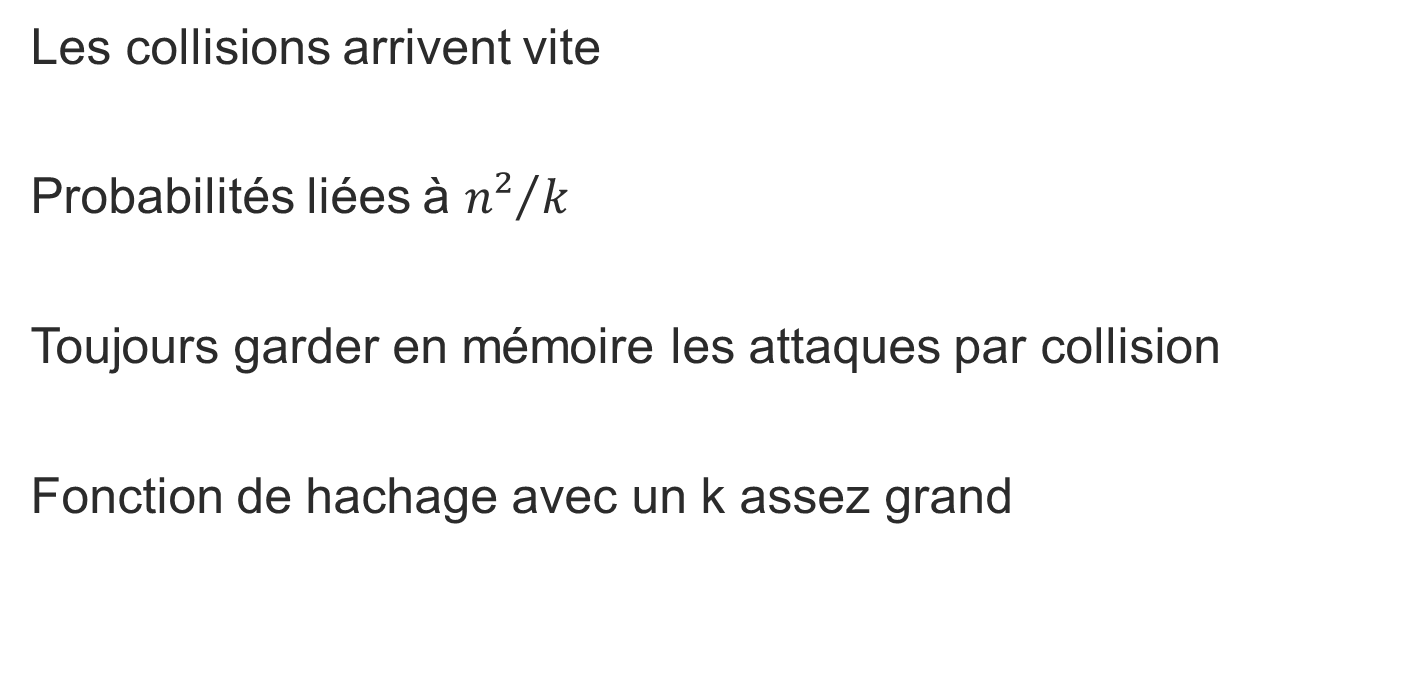 Les collisions arrivent vite
Probabilités liées à n²/k
Toujours garder en mémoire les attaques par collision
Fonction de hachage avec un k assez grand